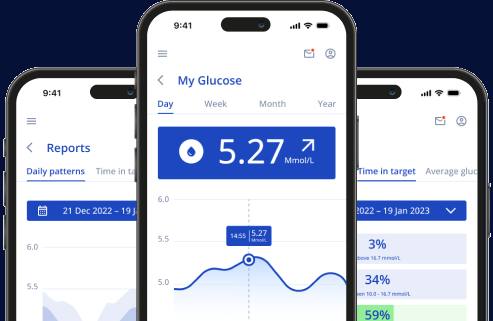 9:41
My Glucose
Day Week Month Year
5.27 Mmol/L
6.0
14:55 5.27 Mmol/L
5.5
5.0
9:41
Reports
Daily patterns Time in ta
21 Dec 2022 – 19 J
6.0
5.5
Time in target Average gluc
2022 – 19 Jan 2023
3%
above 16.7 mmol/L
34%
een 10.0 - 16.7 mmol/L
59%